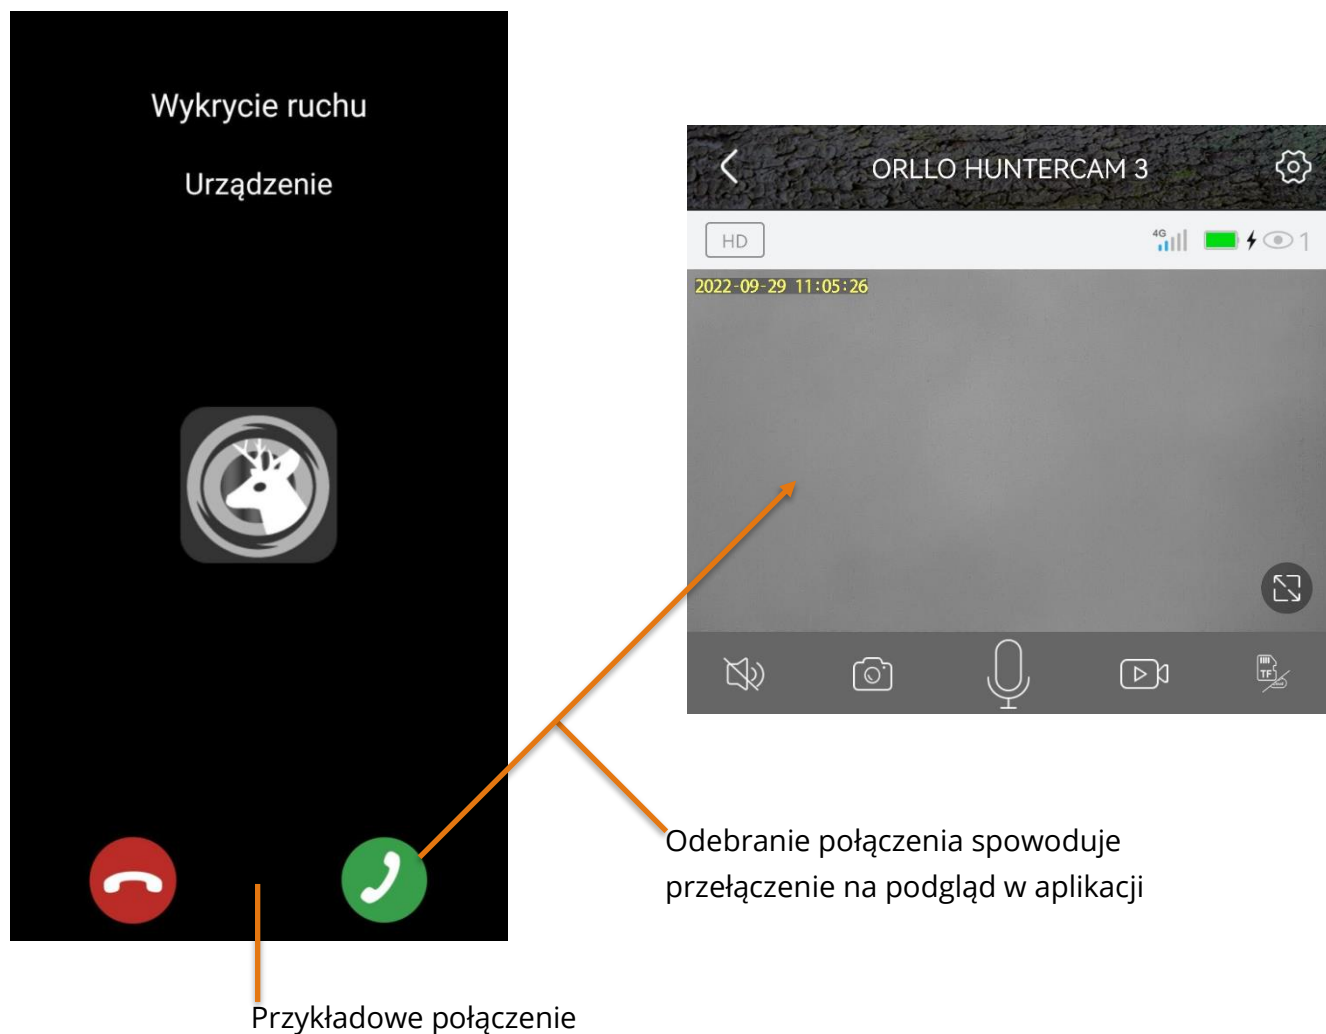 Wykrycie ruchu
Urządzenie
ORLLO HUNTERCAM 3
HD
4G
1
2022-09-29 11:05:26
TF
Odebranie połączenia spowoduje
przełączenie na podgląd w aplikacji
Przykładowe połączenie